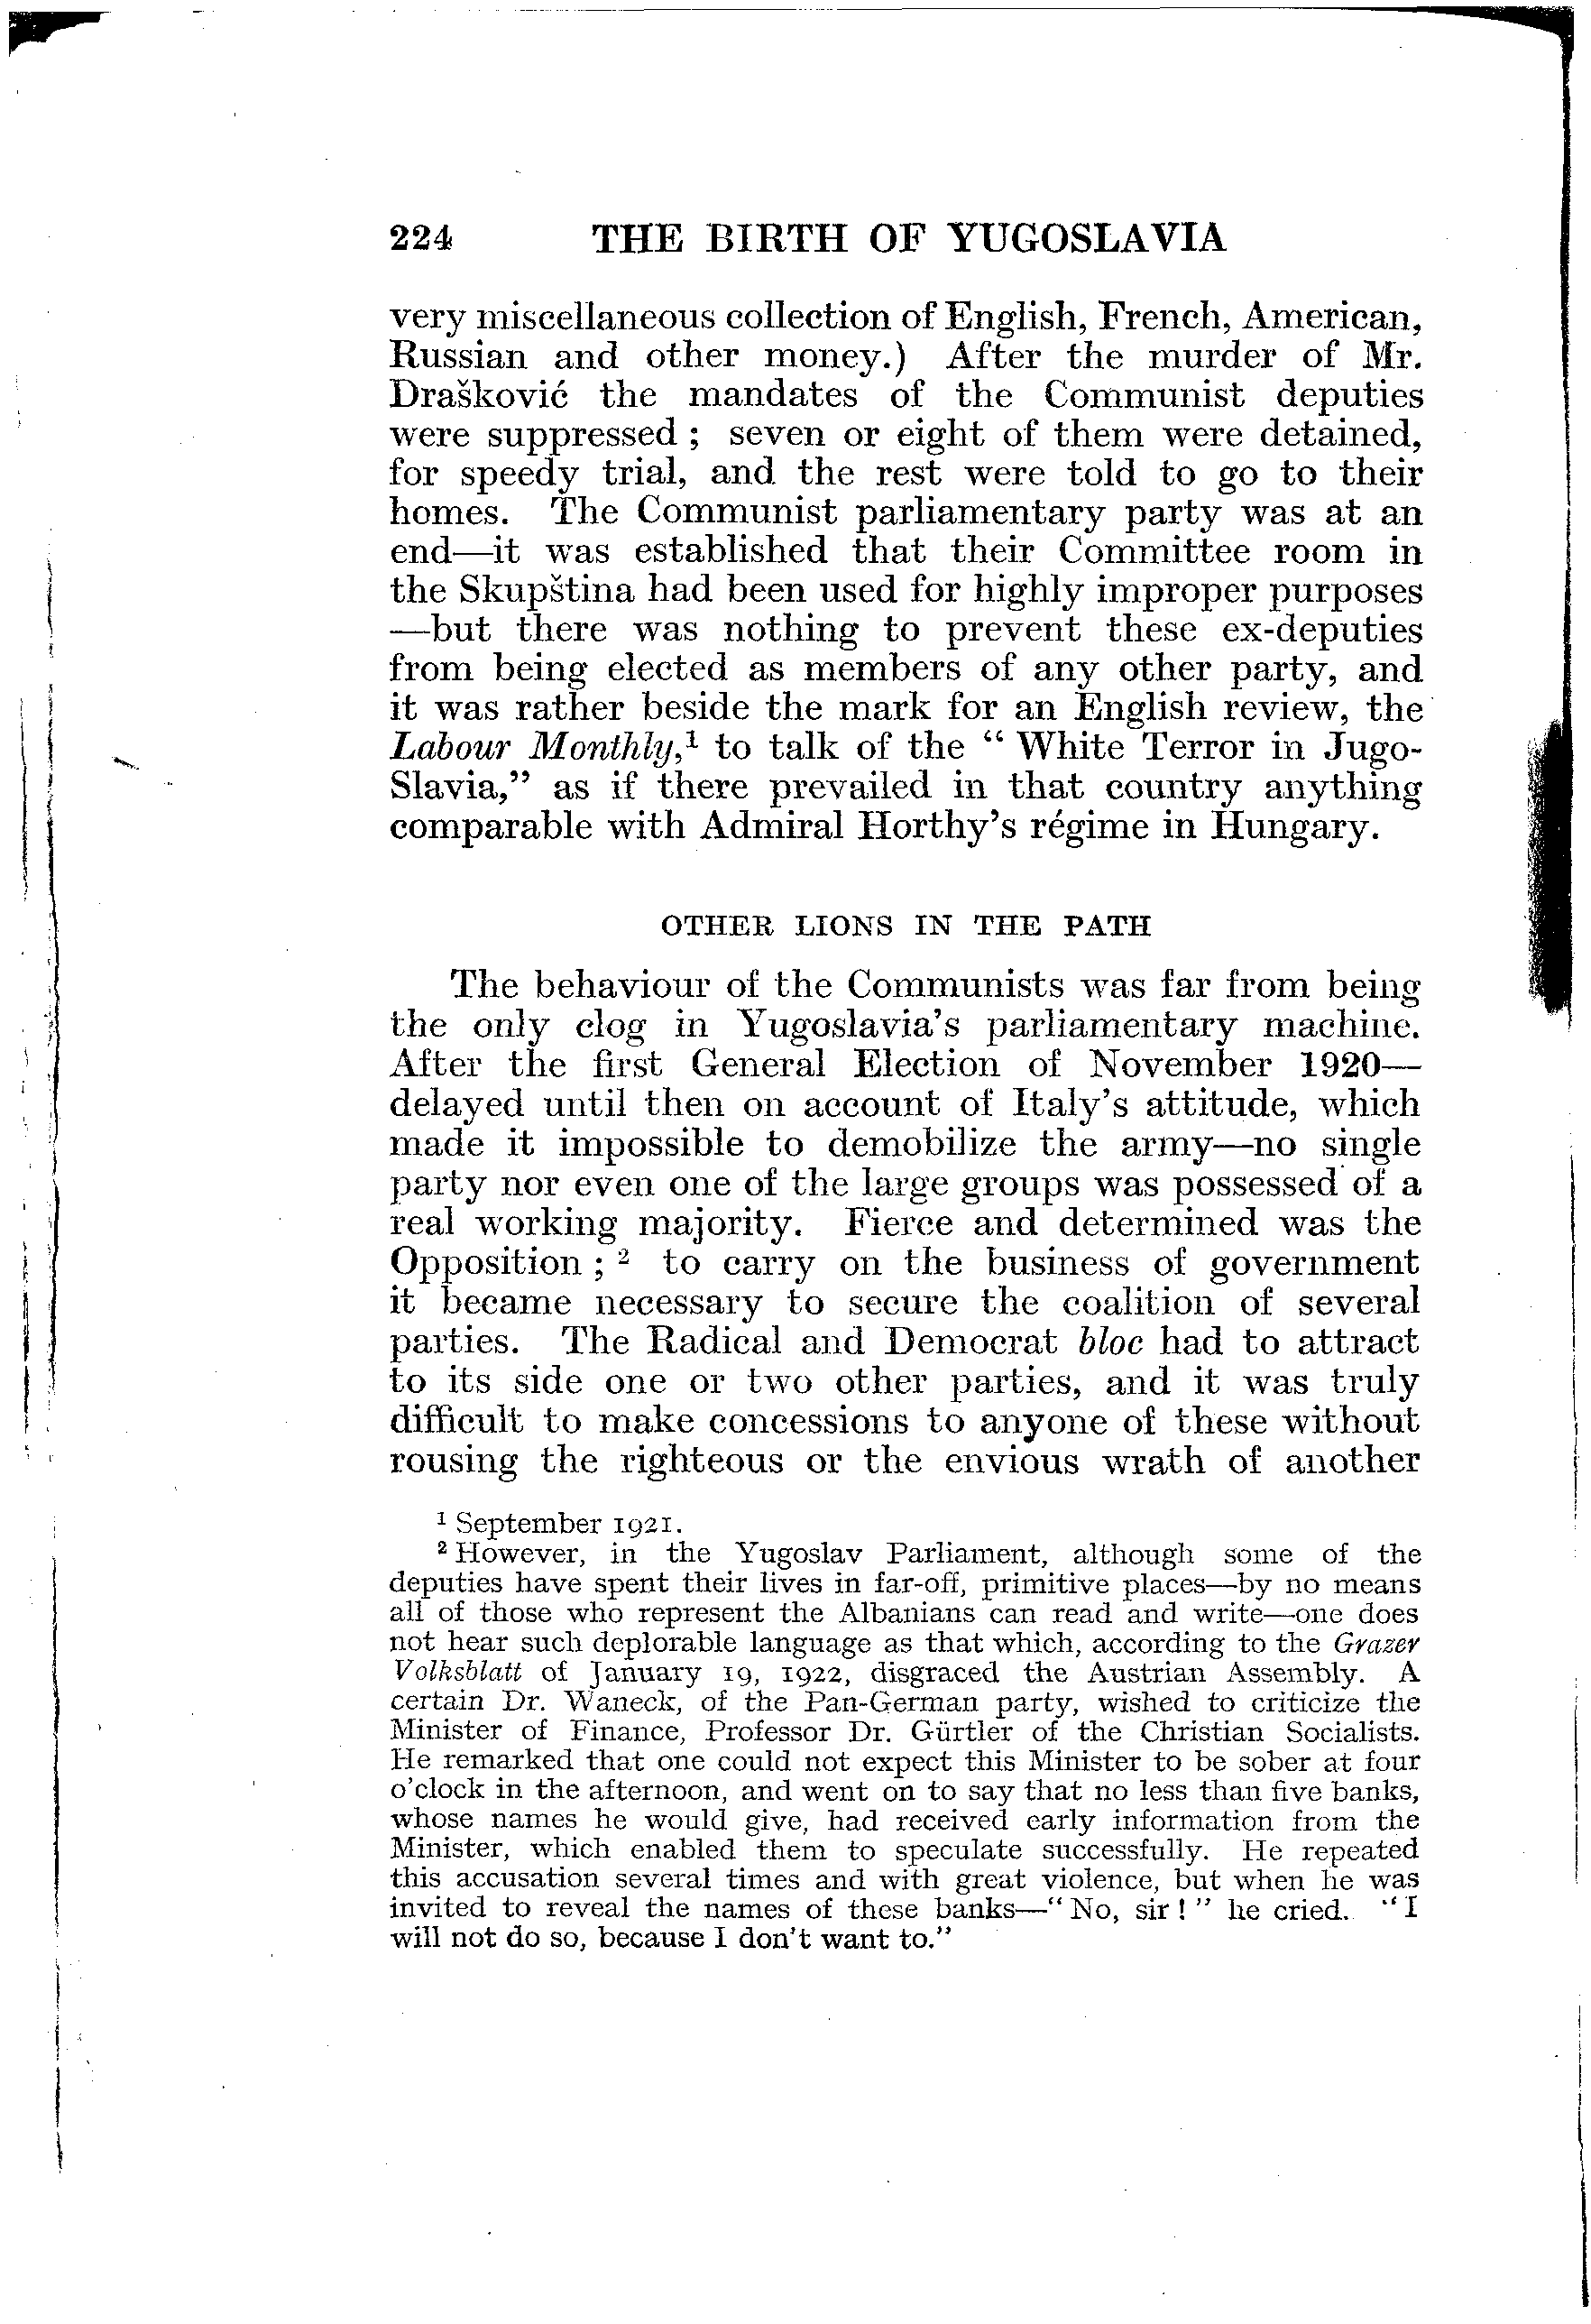 224 THE BIRTH OF YUGOSLAVIA
very miscellaneous collection of English, French, American,
Russian and other money.) After the murder of Mr.
Drašković the mandates of the Communist deputies
were suppressed ; seven or eight of them were detained,
for speedy trial, and the rest were told to go to their
homes. The Communist parliamentary party was at an
end—it was established that their Committee room in
the Skupština had been used for highly improper purposes
—but there was nothing to prevent these ex-deputies
from being elected as members of any other party, and
it was rather beside the mark for an English review, the
Labour Monthly,¹ to talk of the “ White Terror in Jugo-
Slavia,” as if there prevailed in that country anything
comparable with Admiral Horthy’s régime in Hungary.
OTHER LIONS IN THE PATH
The behaviour of the Communists was far from being
the only clog in Yugoslavia’s parliamentary machine.
After the first General Election of November 1920—
delayed until then on account of Italy’s attitude, which
made it impossible to demobilize the army—no single
party nor even one of the large groups was possessed of a
real working majority. Fierce and determined was the
Opposition ; ² to carry on the business of government
it became necessary to secure the coalition of several
parties. The Radical and Democrat bloc had to attract
to its side one or two other parties, and it was truly
difficult to make concessions to anyone of these without
rousing the righteous or the envious wrath of another
¹ September 1921.
² However, in the Yugoslav Parliament, although some of the
deputies have spent their lives in far-off, primitive places—by no means
all of those who represent the Albanians can read and write—one does
not hear such deplorable language as that which, according to the Grazer
Volksblatt of January 19, 1922, disgraced the Austrian Assembly. A
certain Dr. Waneck, of the Pan-German party, wished to criticize the
Minister of Finance, Professor Dr. Gürtler of the Christian Socialists.
He remarked that one could not expect this Minister to be sober at four
o’clock in the afternoon, and went on to say that no less than five banks,
whose names he would give, had received early information from the
Minister, which enabled them to speculate successfully. He repeated
this accusation several times and with great violence, but when he was
invited to reveal the names of these banks—“ No, sir ! ” he cried. “ I
will not do so, because I don’t want to.”